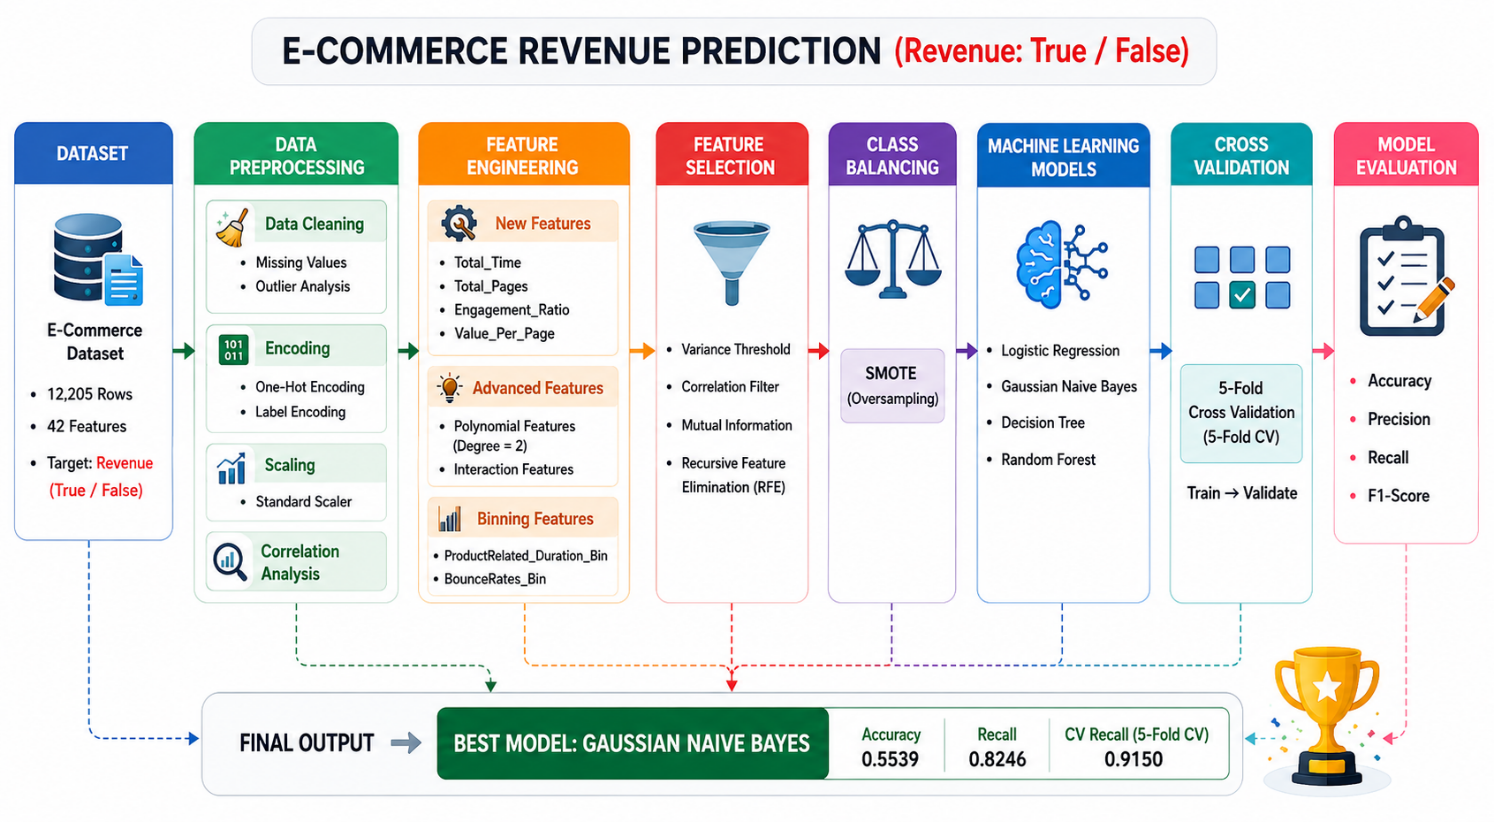 E-COMMERCE REVENUE PREDICTION (Revenue: True / False)
DATASET
E-Commerce
Dataset
• 12,205 Rows
• 42 Features
• Target: Revenue
(True / False)
DATA
PREPROCESSING
Data Cleaning
• Missing Values
• Outlier Analysis
101
011
Encoding
• One-Hot Encoding
• Label Encoding
Scaling
• Standard Scaler
Correlation
Analysis
FEATURE
ENGINEERING
New Features
• Total_Time
• Total_Pages
• Engagement_Ratio
• Value_Per_Page
Advanced Features
• Polynomial Features
(Degree = 2)
• Interaction Features
Binning Features
• ProductRelated_Duration_Bin
• BounceRates_Bin
FEATURE
SELECTION
• Variance Threshold
• Correlation Filter
• Mutual Information
• Recursive Feature
Elimination (RFE)
CLASS
BALANCING
SMOTE
(Oversampling)
MACHINE LEARNING
MODELS
• Logistic Regression
• Gaussian Naive Bayes
• Decision Tree
• Random Forest
CROSS
VALIDATION
5-Fold
Cross Validation
(5-Fold CV)
Train → Validate
MODEL
EVALUATION
• Accuracy
• Precision
• Recall
• F1-Score
FINAL OUTPUT
BEST MODEL: GAUSSIAN NAIVE BAYES
Accuracy
0.5539
Recall
0.8246
CV Recall (5-Fold CV)
0.9150